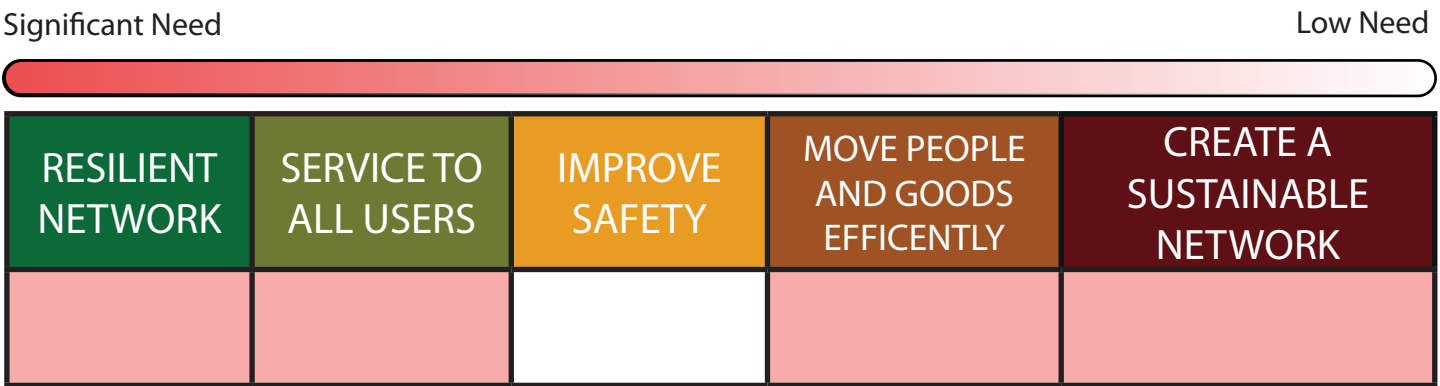 Significant Need
Low Need
RESILIENT
NETWORK
SERVICE TO
ALL USERS
IMPROVE
SAFETY
MOVE PEOPLE
AND GOODS
EFFICENTLY
CREATE A
SUSTAINABLE
NETWORK